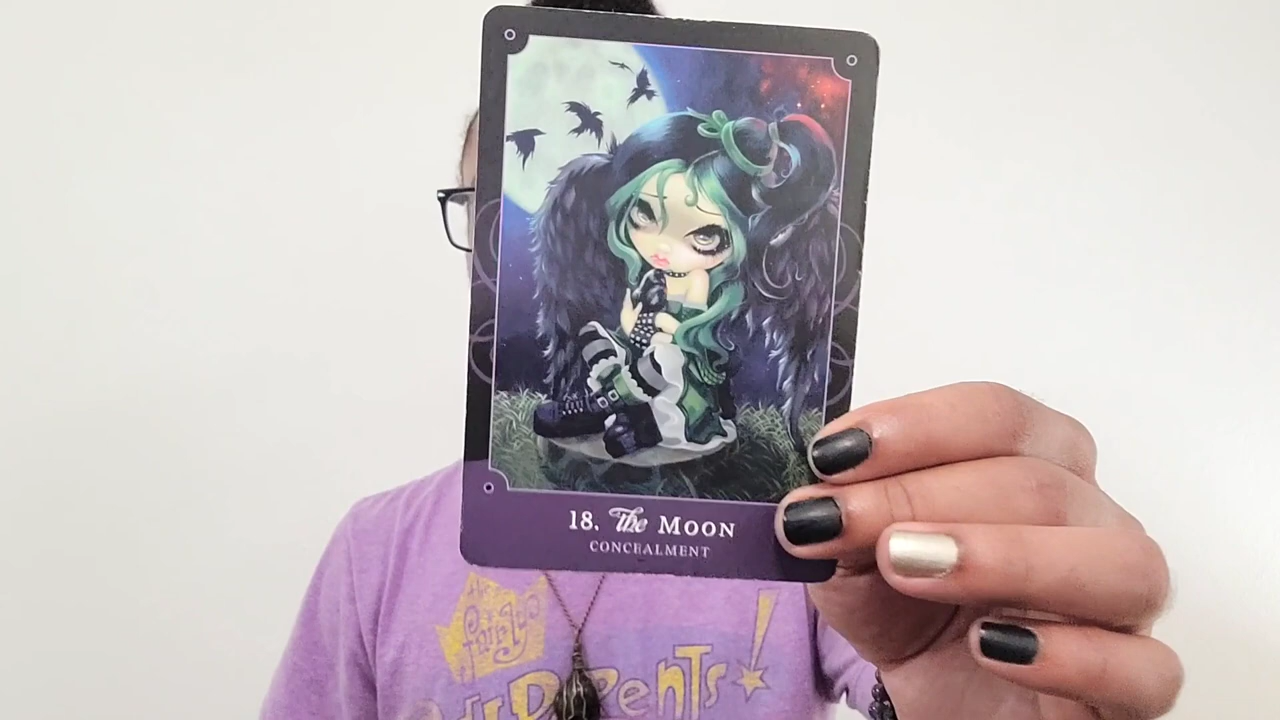 18. The Moon
CONCEALMENT
The
fairly
ODDPARENTS!